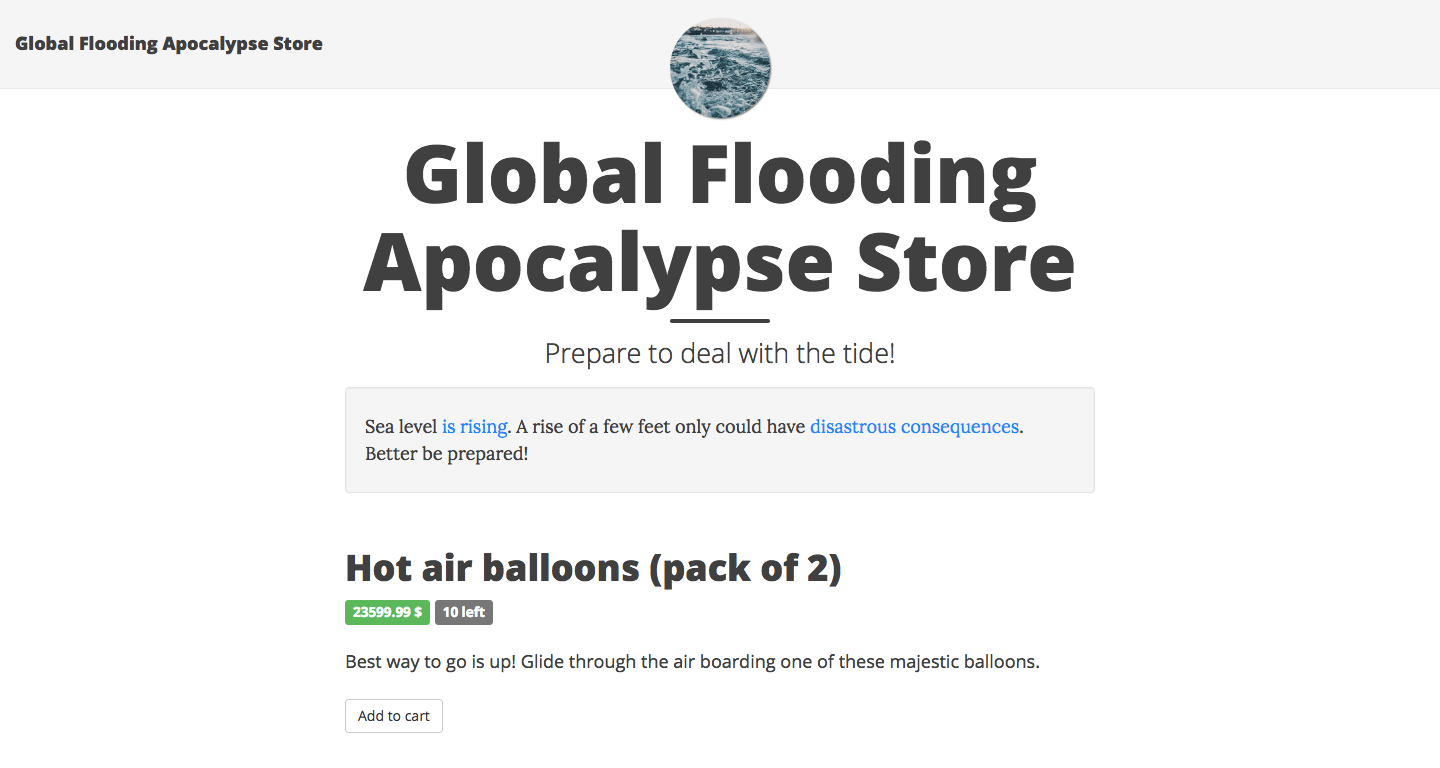 Global Flooding Apocalypse Store
Global Flooding
Apocalypse Store
Prepare to deal with the tide!
Sea level is rising. A rise of a few feet only could have disastrous consequences.
Better be prepared!
Hot air balloons (pack of 2)
23599.99 $ 10 left
Best way to go is up! Glide through the air boarding one of these majestic balloons.
Add to cart